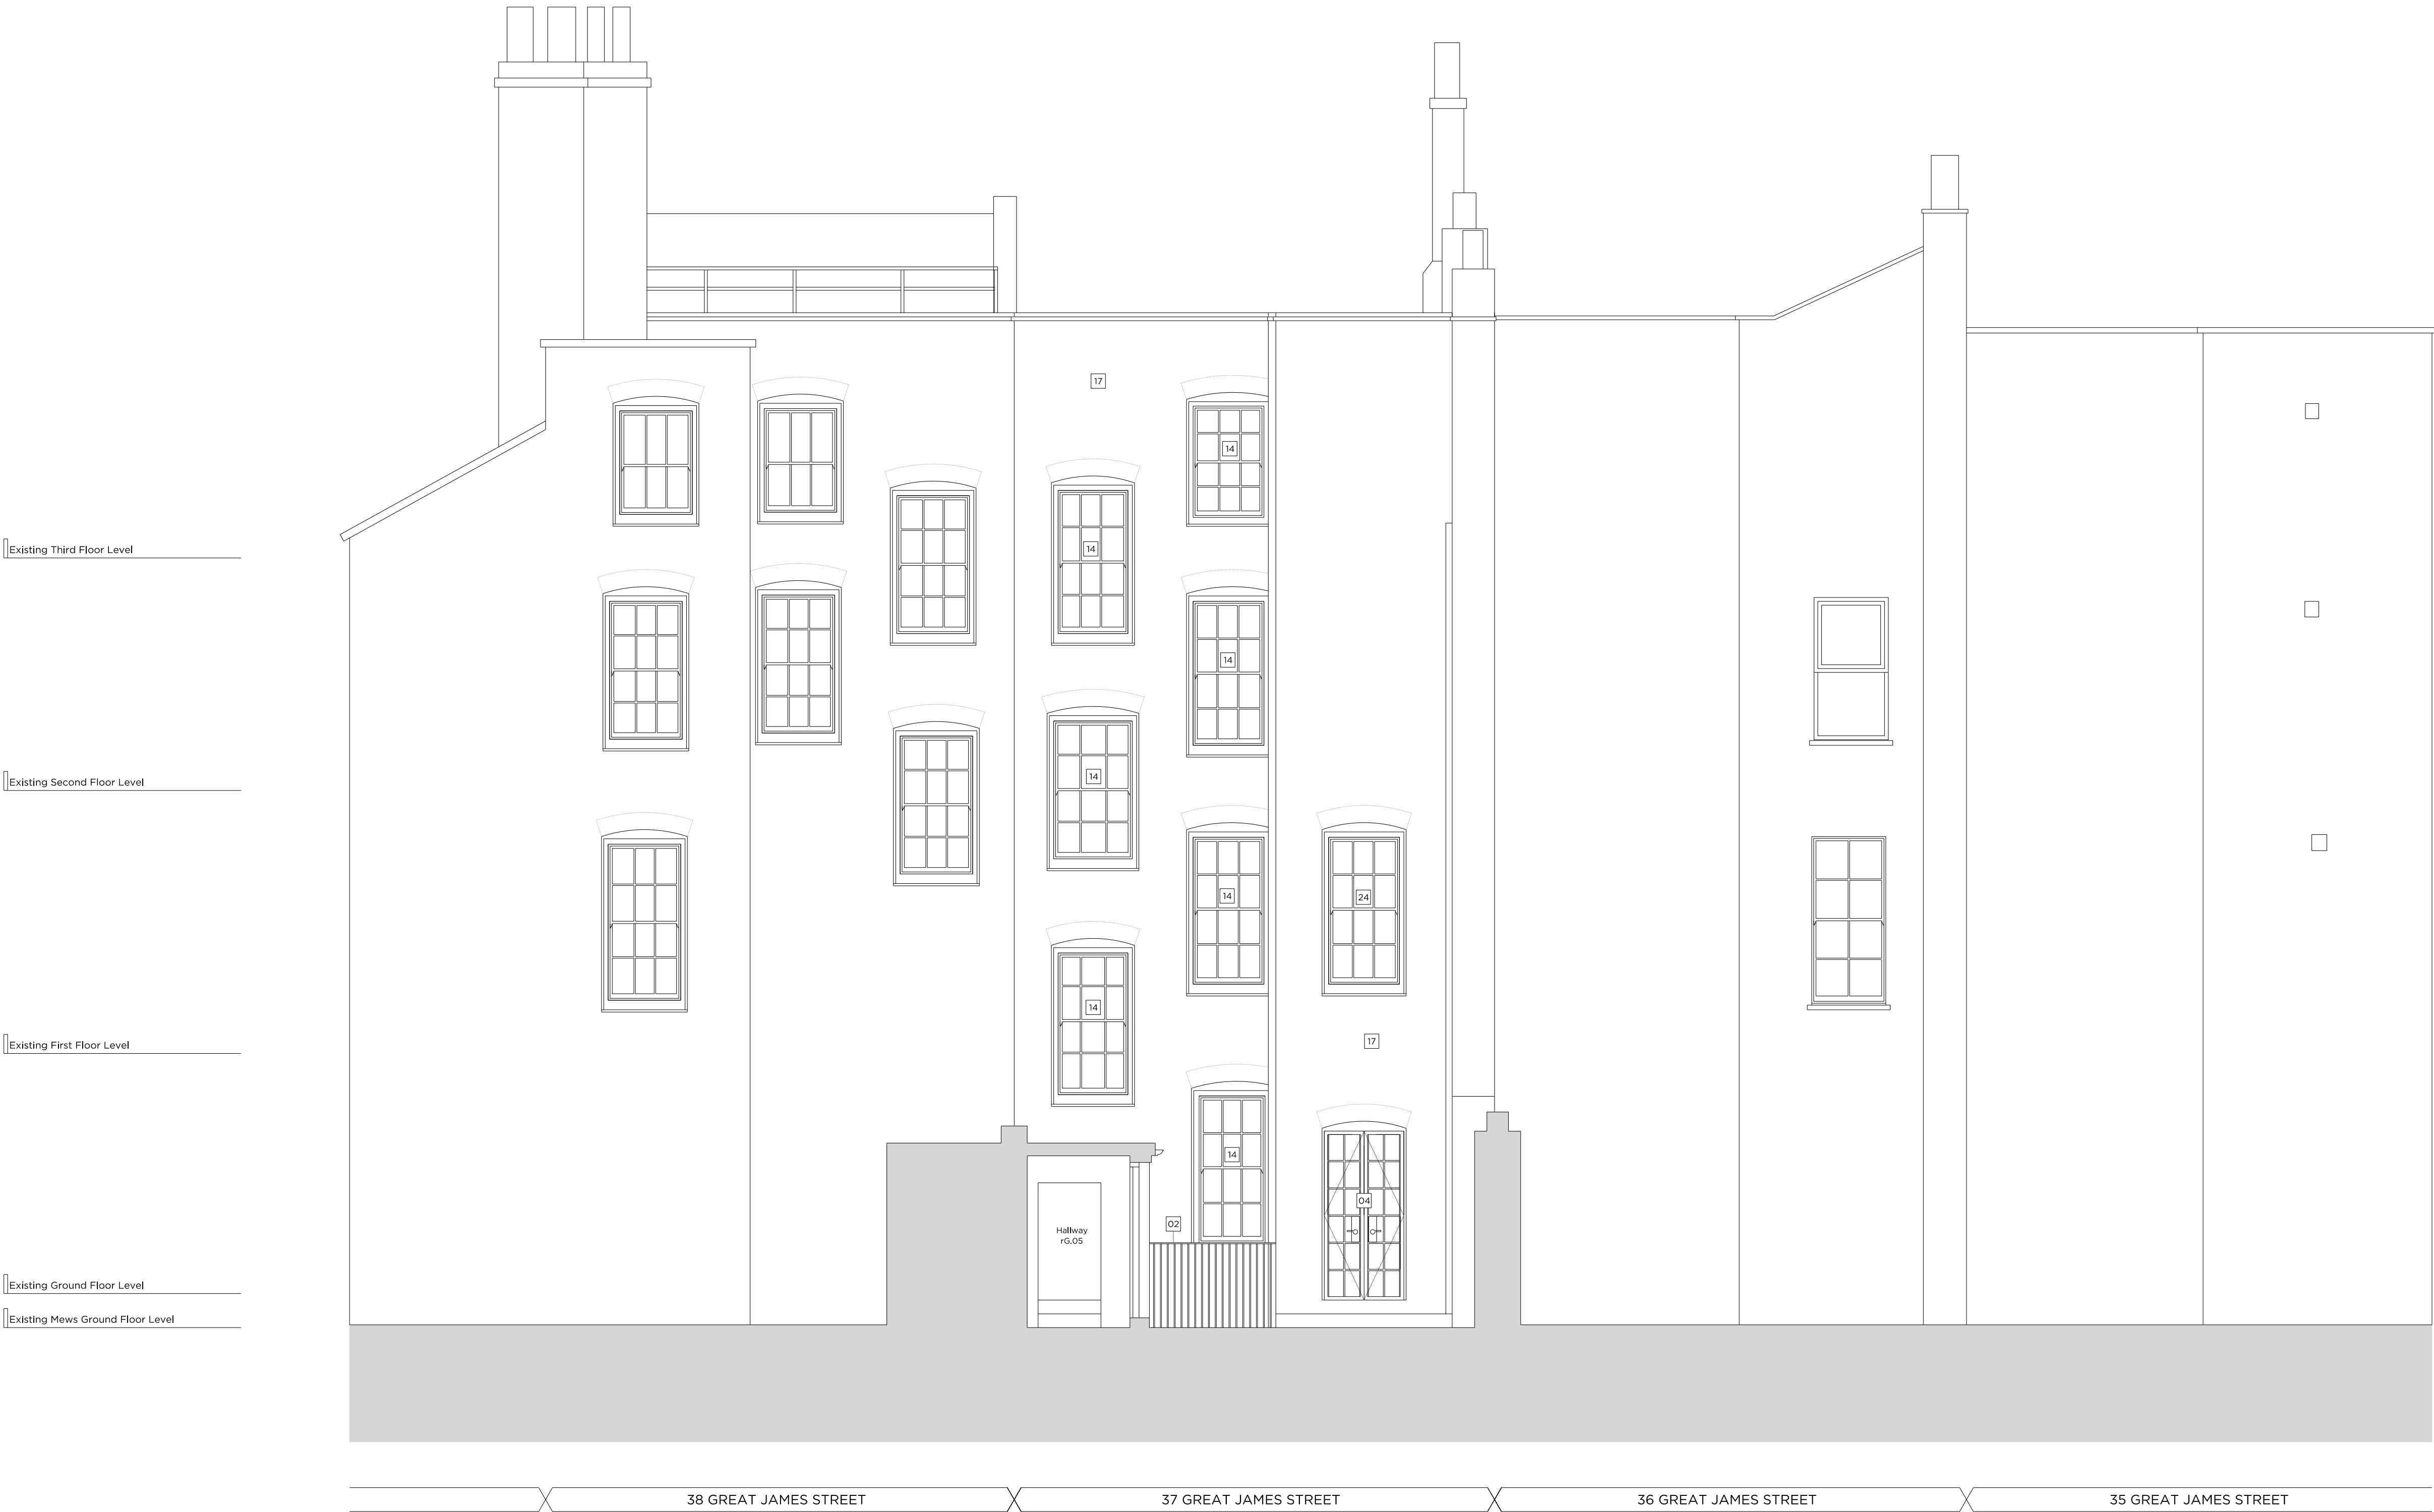 17
14
14
Existing Third Floor Level
14
14
Existing Second Floor Level
14
24
14
17
Existing First Floor Level
14
04
02
Hallway
rG.05
Existing Ground Floor Level
Existing Mews Ground Floor Level
38 GREAT JAMES STREET
37 GREAT JAMES STREET
36 GREAT JAMES STREET
35 GREAT JAMES STREET